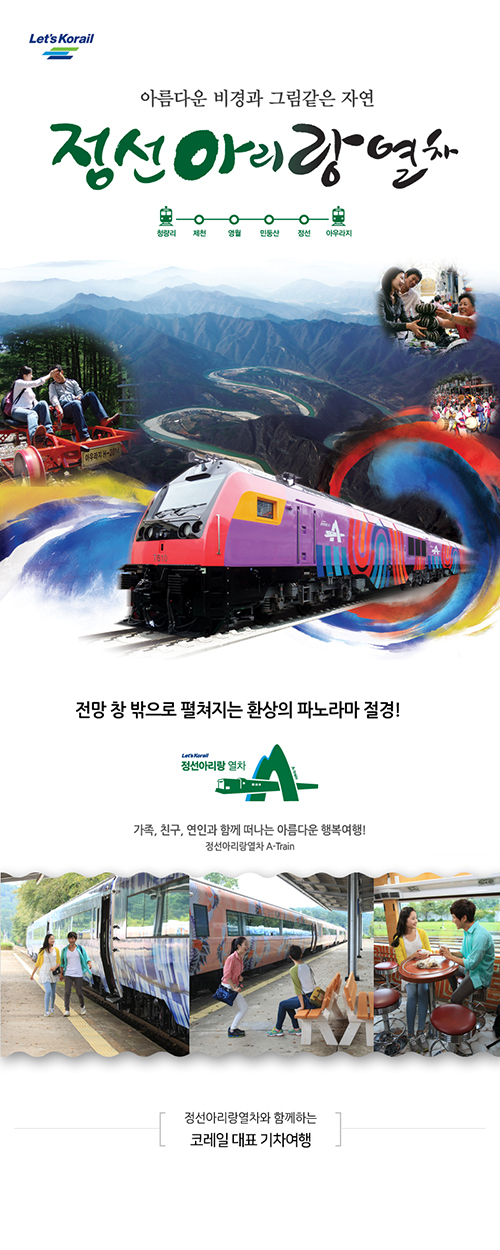 Let's Korail
아름다운 비경과 그림같은 자연
정선아리랑열차
청량리 제천 영월 민둥산 정선 아우라지
아우라지 H-2011
A
전망 창 밖으로 펼쳐지는 환상의 파노라마 절경!
Let's Korail
정선아리랑 열차
A-train
가족, 친구, 연인과 함께 떠나는 아름다운 행복여행!
정선아리랑열차 A-Train
정선아리랑열차와 함께하는
코레일 대표 기차여행